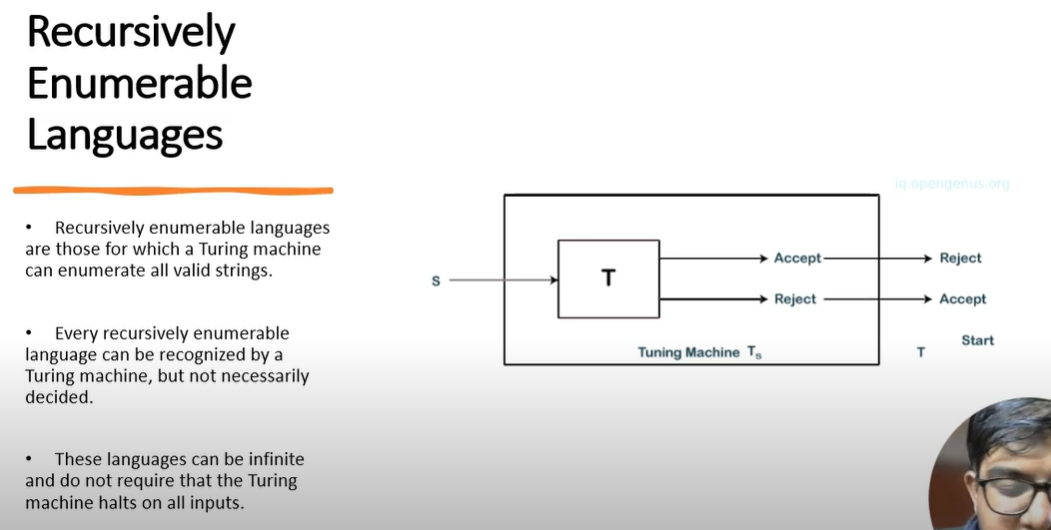 Recursively
Enumerable
Languages
• Recursively enumerable languages
are those for which a Turing machine
can enumerate all valid strings.
• Every recursively enumerable
language can be recognized by a
Turing machine, but not necessarily
decided.
• These languages can be infinite
and do not require that the Turing
machine halts on all inputs.
iq.opengenus.org
S
T
Accept
Reject
Reject
Accept
Tuning Machine Ts
T
Start